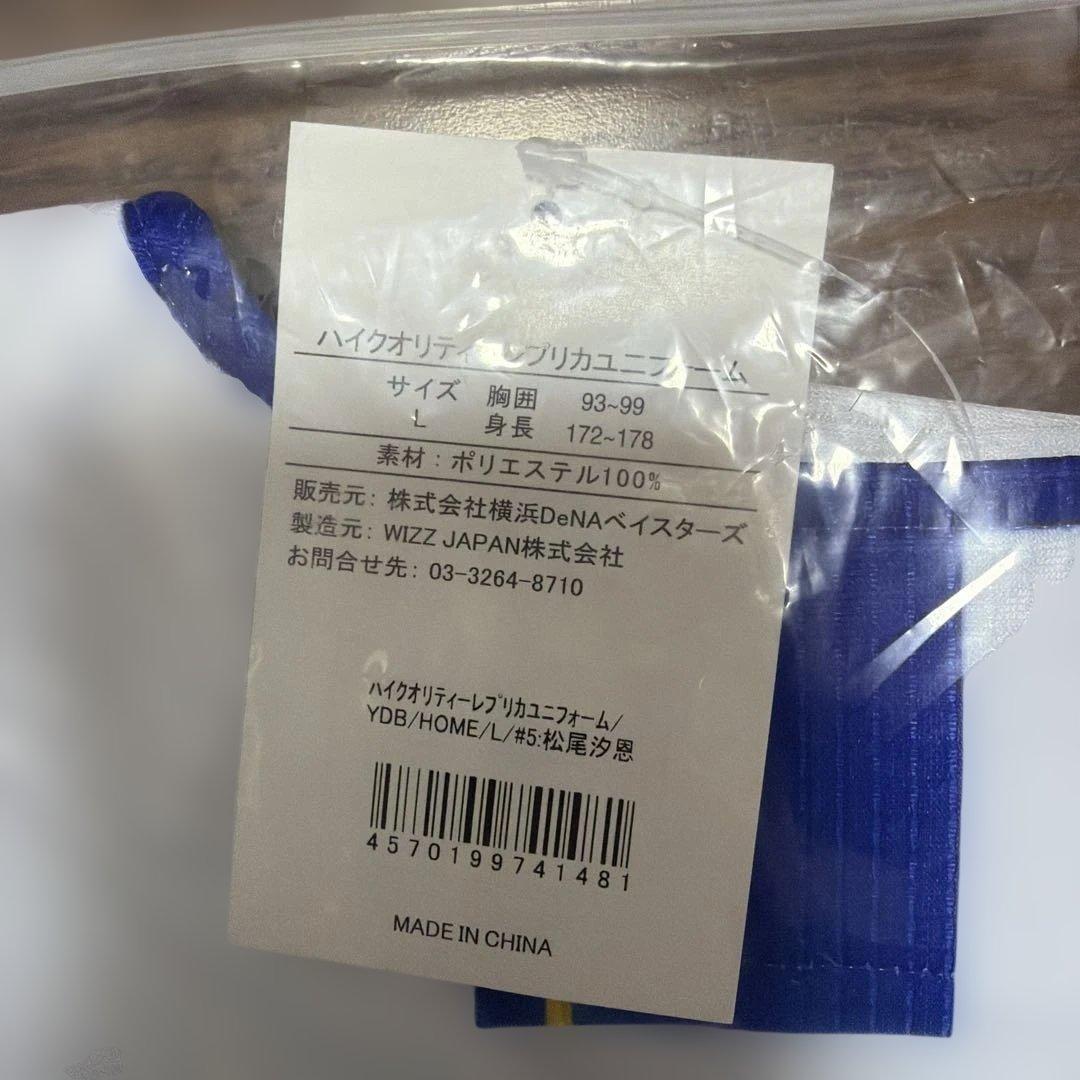 ハイクオリティーレプリカユニフォーム
サイズ 胸囲 93~99
L 身長 172~178
素材：ポリエステル100%
販売元：株式会社横浜DeNAベイスターズ
製造元：WIZZ JAPAN株式会社
お問合せ先：03-3264-8710
ﾊｲｸｵﾘﾃｨｰﾚﾌﾟﾘｶﾕﾆﾌｫｰﾑ/
YDB/HOME/L/#5:松尾汐恩
4570199741481
MADE IN CHINA